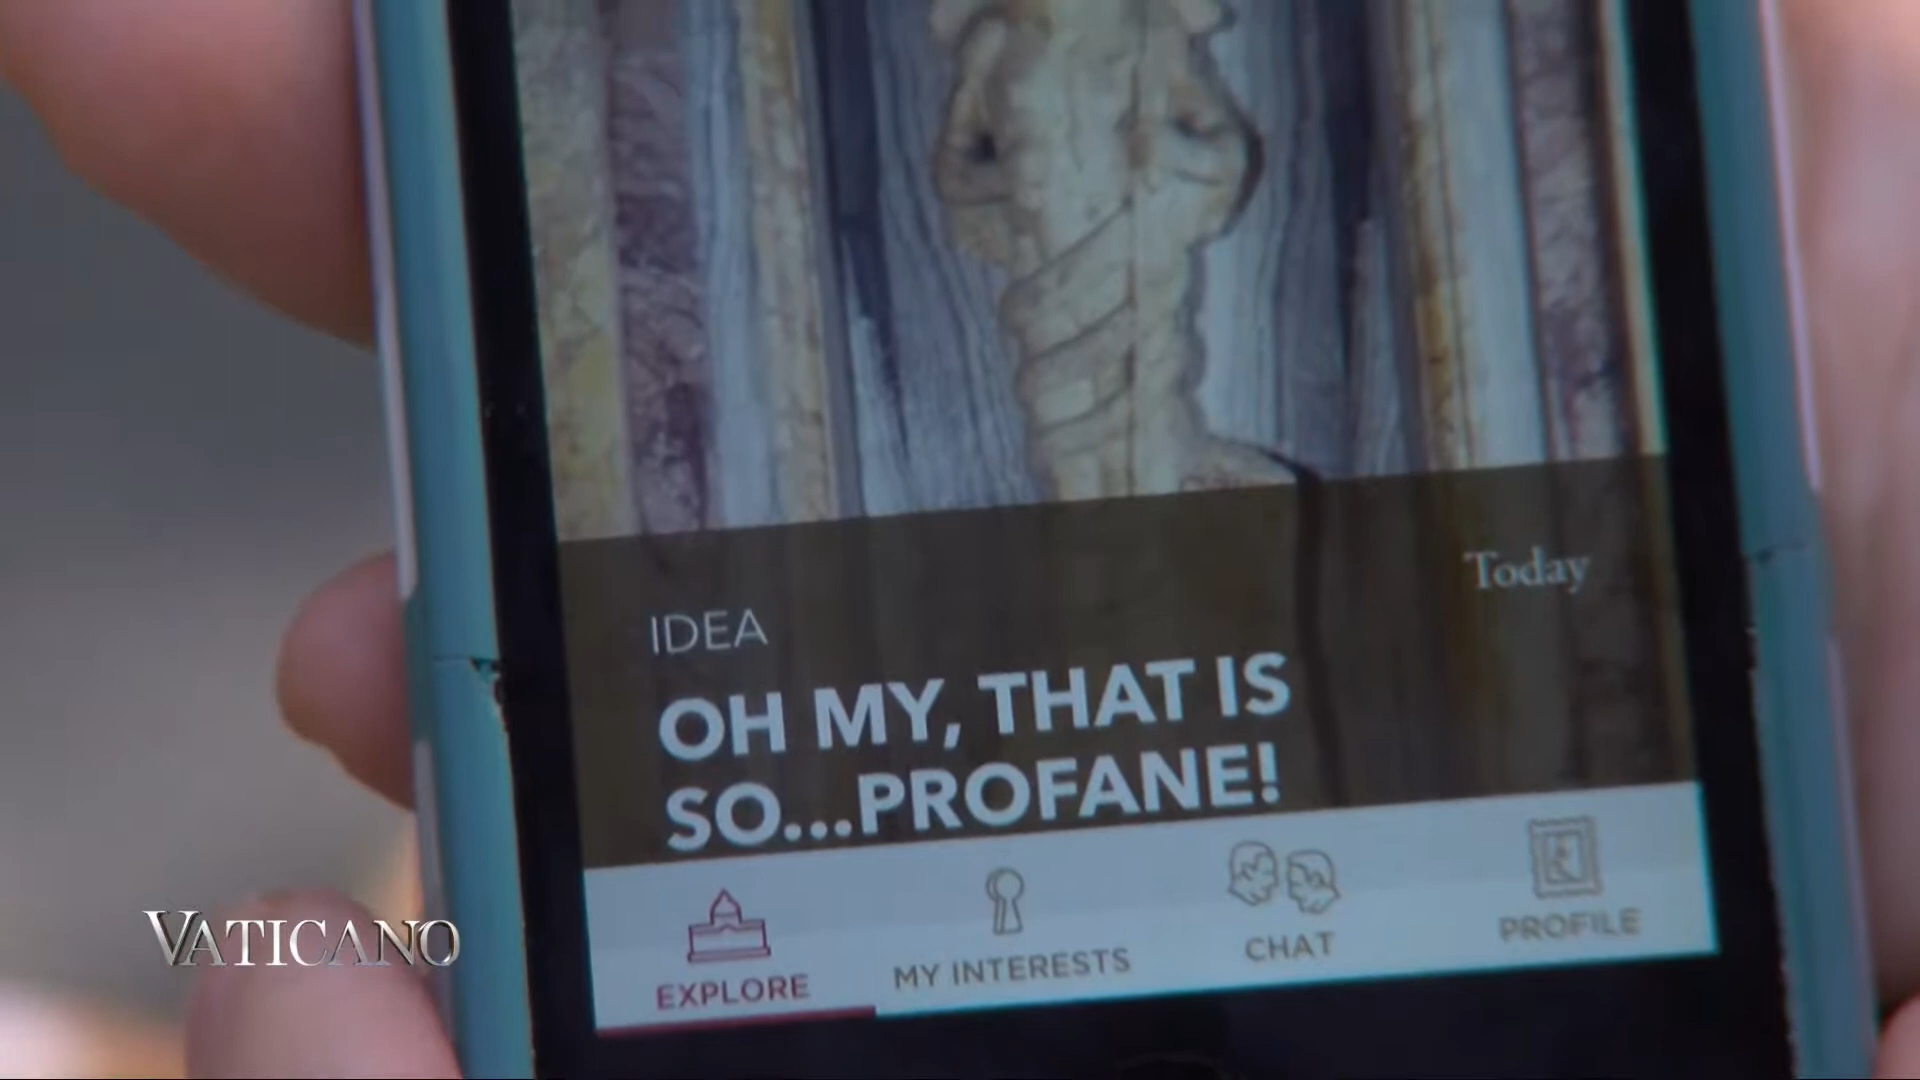 Today
IDEA
OH MY, THAT IS
SO...PROFANE!
EXPLORE
MY INTERESTS
CHAT
PROFILE
VATICANO